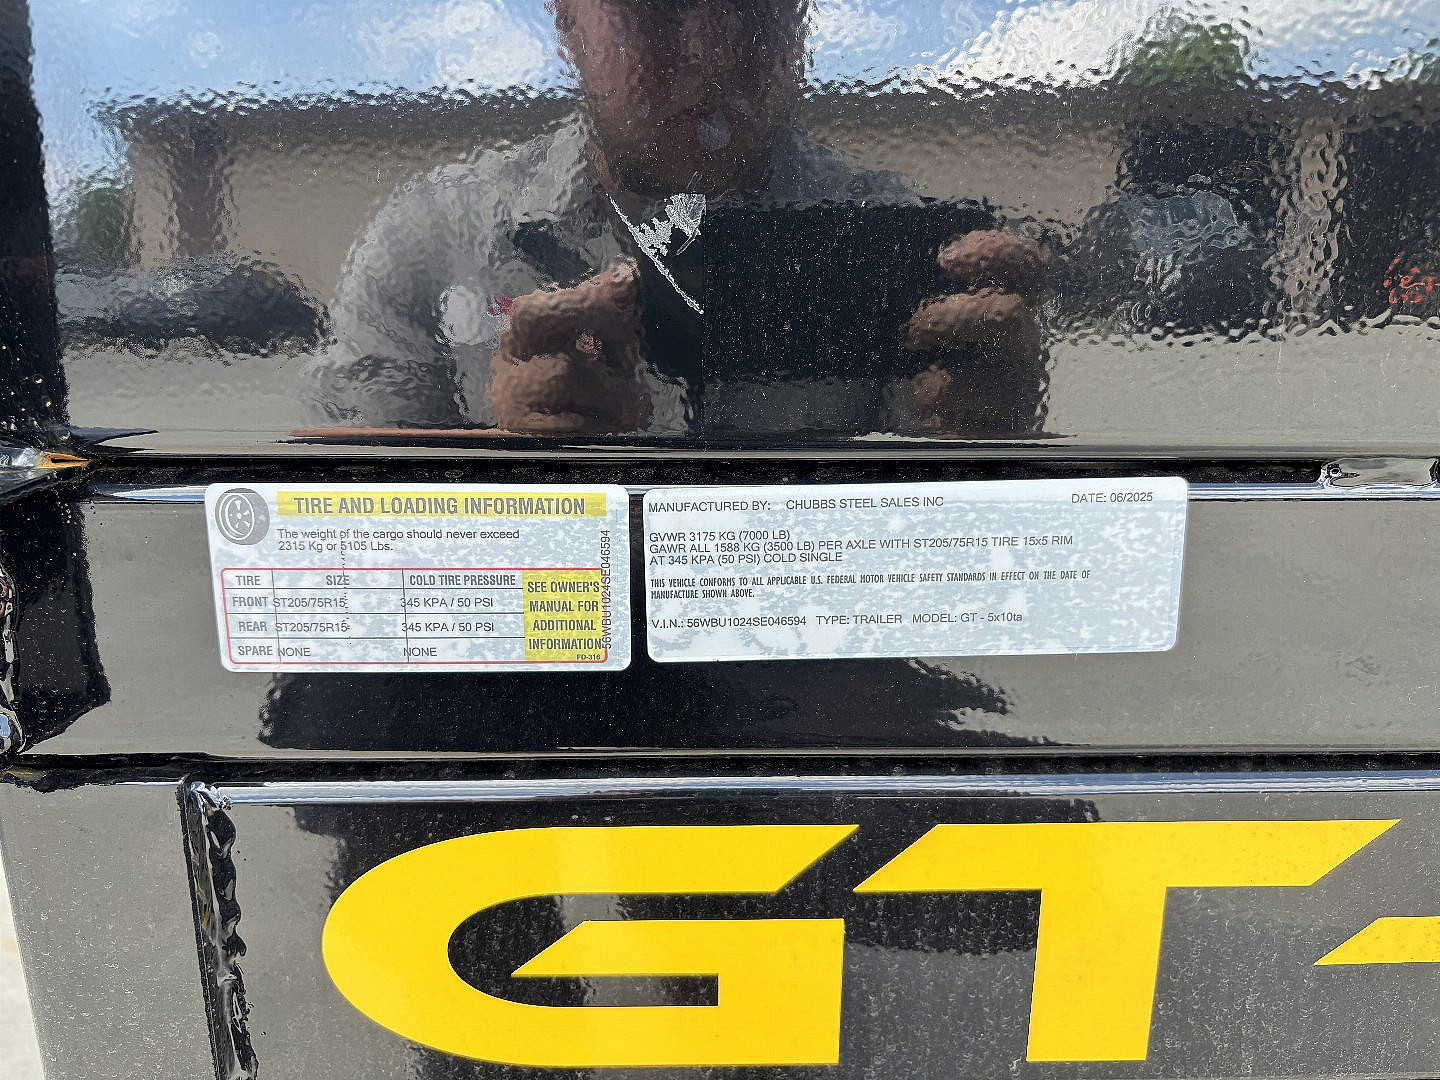 TIRE AND LOADING INFORMATION
The weight of the cargo should never exceed
2315 Kg or 5105 Lbs.
TIRE SIZE COLD TIRE PRESSURE
FRONT ST205/75R15 345 KPA / 50 PSI
REAR ST205/75R15 345 KPA / 50 PSI
SPARE NONE NONE
SEE OWNER'S
MANUAL FOR
ADDITIONAL
INFORMATION
FD-316
56WBU1024SE046594
MANUFACTURED BY: CHUBBS STEEL SALES INC DATE: 06/2025
GVWR 3175 KG (7000 LB)
GAWR ALL 1588 KG (3500 LB) PER AXLE WITH ST205/75R15 TIRE 15x5 RIM
AT 345 KPA (50 PSI) COLD SINGLE
THIS VEHICLE CONFORMS TO ALL APPLICABLE U.S. FEDERAL MOTOR VEHICLE SAFETY STANDARDS IN EFFECT ON THE DATE OF
MANUFACTURE SHOWN ABOVE.
V.I.N.: 56WBU1024SE046594 TYPE: TRAILER MODEL: GT - 5x10ta
GT-